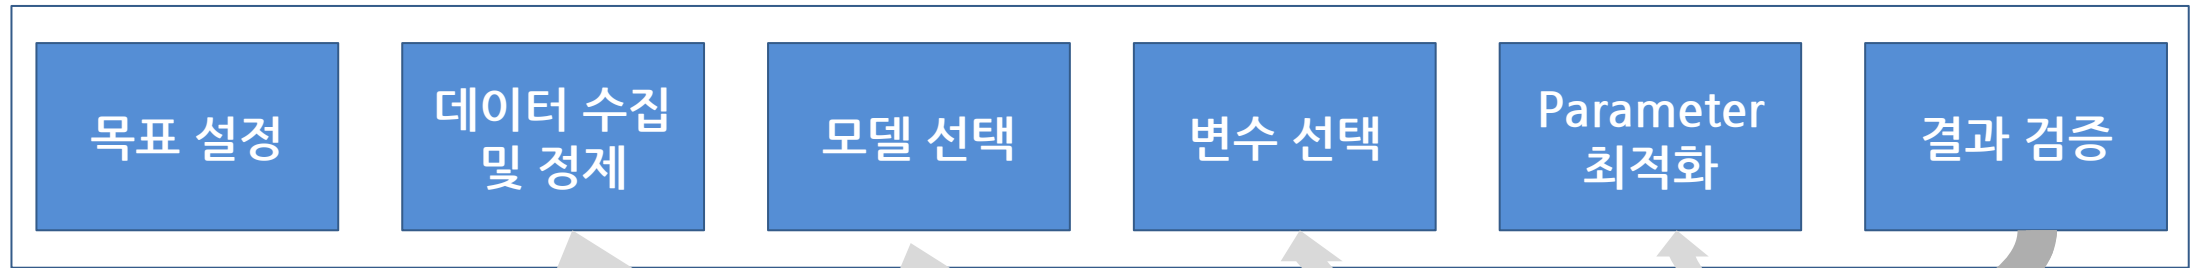 목표 설정
데이터 수집
및 정제
모델 선택
변수 선택
Parameter
최적화
결과 검증